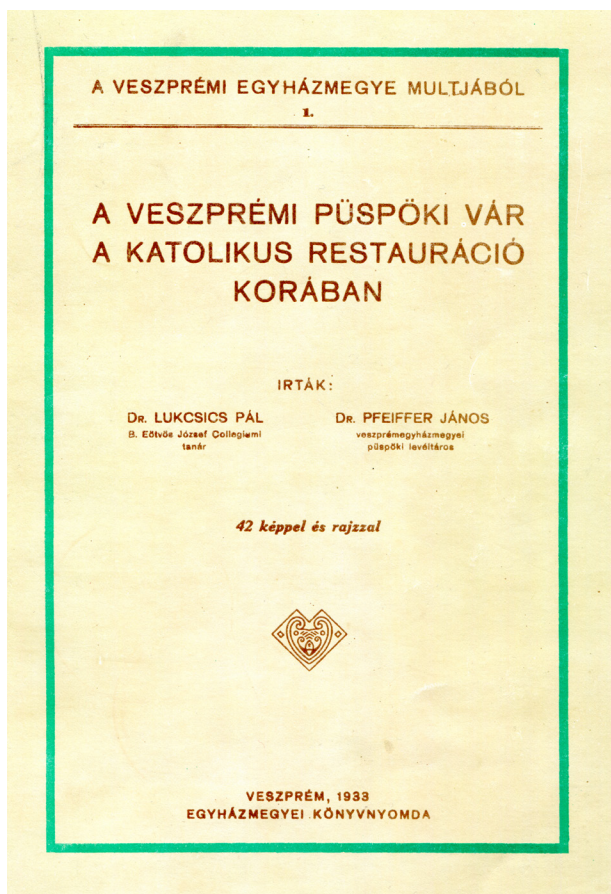 A VESZPRÉMI EGYHÁZMEGYE MULTJÁBÓL
1.
A VESZPRÉMI PÜSPÖKI VÁR
A KATOLIKUS RESTAURÁCIÓ
KORÁBAN
IRTÁK:
DR. LUKCSICS PÁL
B. Eötvös József Collegiumi
tanár
DR. PFEIFFER JÁNOS
veszprémegyházmegyei
püspöki levéltáros
42 képpel és rajzzal
VESZPRÉM, 1933
EGYHÁZMEGYEI KÖNYVNYOMDA